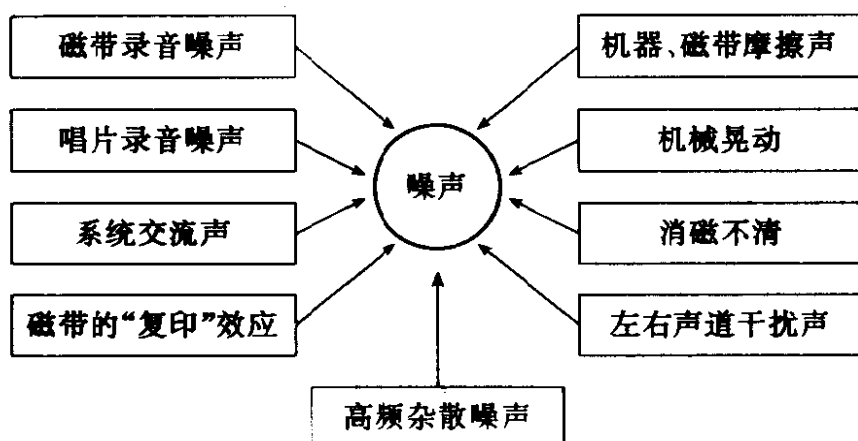 磁带录音噪声
机器、磁带摩擦声
唱片录音噪声
机械晃动
噪声
系统交流声
消磁不清
磁带的“复印”效应
左右声道干扰声
高频杂散噪声